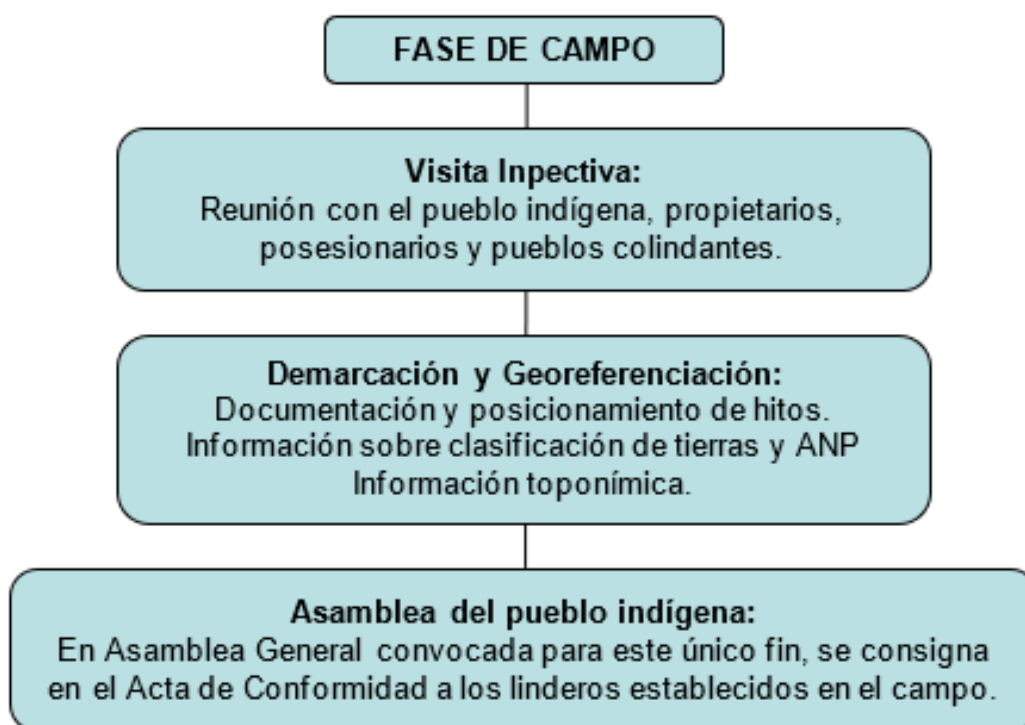 FASE DE CAMPO
Visita Inpectiva:
Reunión con el pueblo indígena, propietarios,
posesionarios y pueblos colindantes.
Demarcación y Georeferenciación:
Documentación y posicionamiento de hitos.
Información sobre clasificación de tierras y ANP
Información toponímica.
Asamblea del pueblo indígena:
En Asamblea General convocada para este único fin, se consigna
en el Acta de Conformidad a los linderos establecidos en el campo.